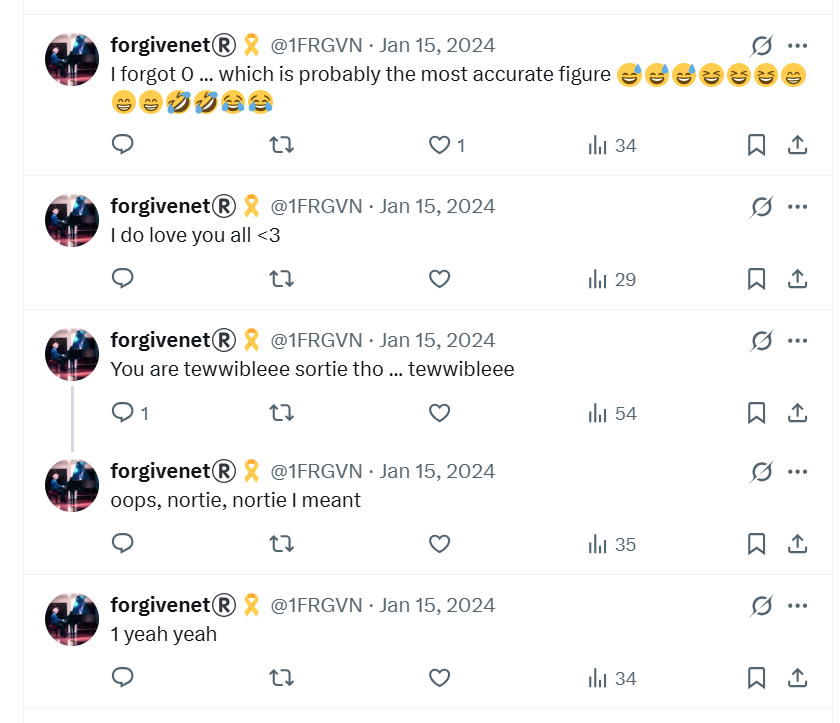 forgivenet®️🎗️ @1FRGVN · Jan 15, 2024
I forgot 0 ... which is probably the most accurate figure 😅😅😅😆😆😆😁
😁😁🤣🤣😂😂
1 34
forgivenet®️🎗️ @1FRGVN · Jan 15, 2024
I do love you all <3
29
forgivenet®️🎗️ @1FRGVN · Jan 15, 2024
You are tewwibleee sortie tho ... tewwibleee
1 54
forgivenet®️🎗️ @1FRGVN · Jan 15, 2024
oops, nortie, nortie I meant
35
forgivenet®️🎗️ @1FRGVN · Jan 15, 2024
1 yeah yeah
34